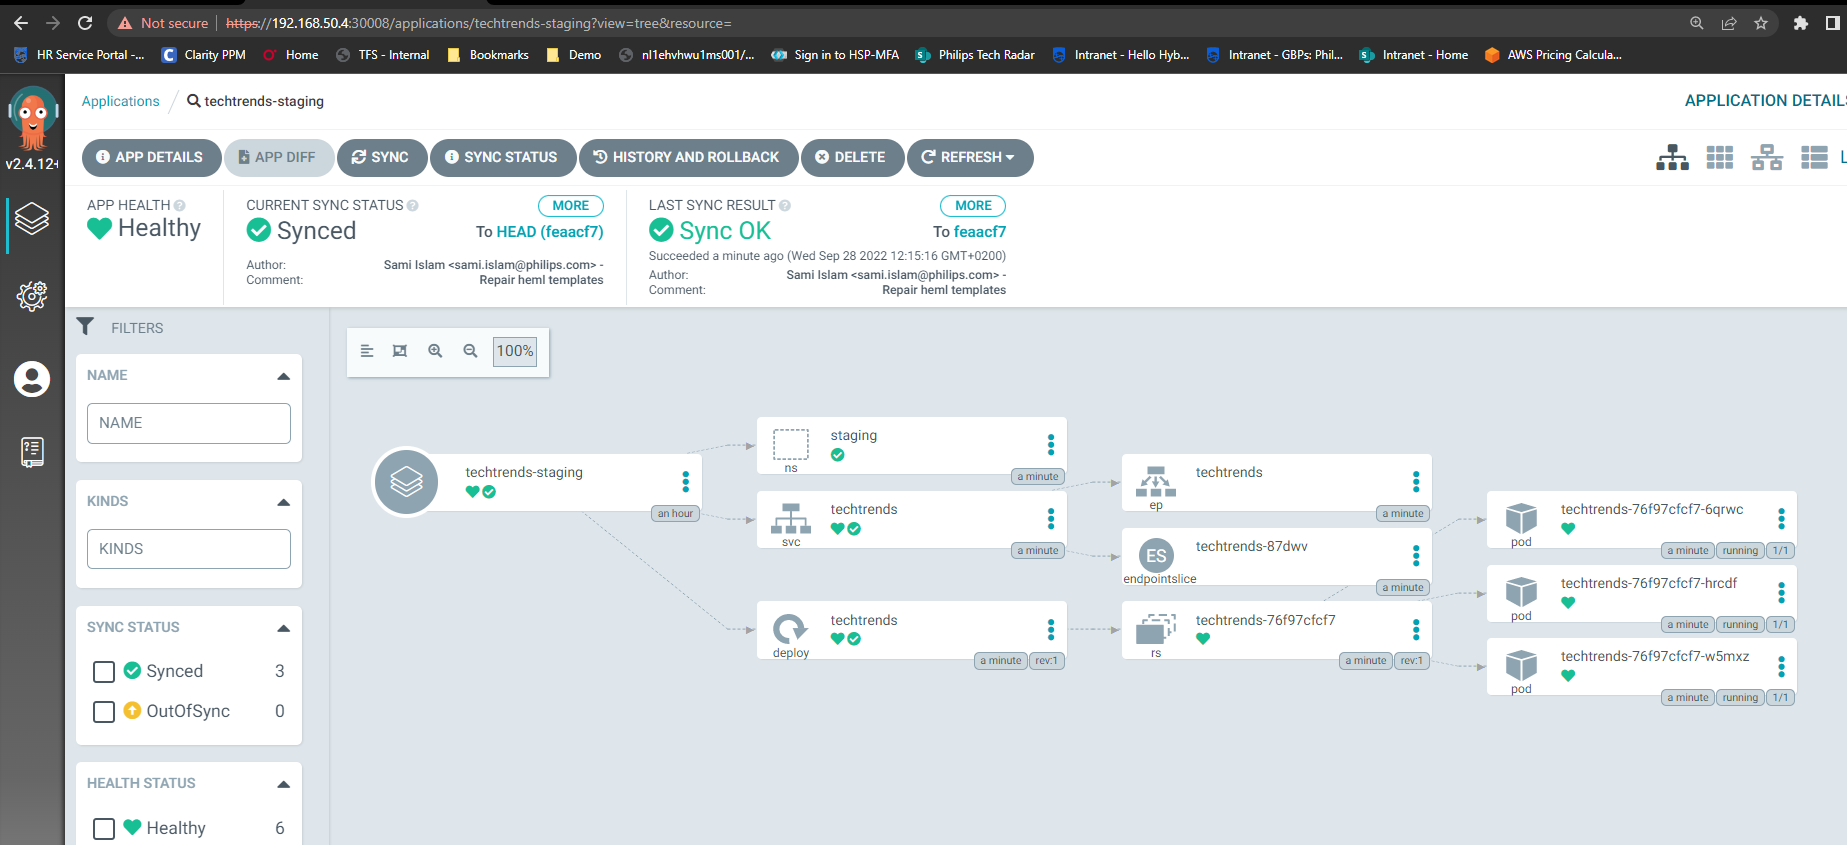 Not secure https://192.168.50.4:30008/applications/techtrends-staging?view=tree&resource=
HR Service Portal -... Clarity PPM Home TFS - Internal Bookmarks Demo nl1ehvhwu1ms001/... Sign in to HSP-MFA Philips Tech Radar Intranet - Hello Hyb... Intranet - GBPs: Phil... Intranet - Home AWS Pricing Calcula...
v2.4.12+
Applications / techtrends-staging
APPLICATION DETAILS
APP DETAILS APP DIFF SYNC SYNC STATUS HISTORY AND ROLLBACK DELETE REFRESH
APP HEALTH
Healthy
CURRENT SYNC STATUS MORE
Synced To HEAD (feaacf7)
Author: Sami Islam <sami.islam@philips.com> -
Comment: Repair heml templates
LAST SYNC RESULT MORE
Sync OK To feaacf7
Succeeded a minute ago (Wed Sep 28 2022 12:15:16 GMT+0200)
Author: Sami Islam <sami.islam@philips.com> -
Comment: Repair heml templates
FILTERS
NAME
NAME
KINDS
KINDS
SYNC STATUS
Synced 3
OutOfSync 0
HEALTH STATUS
Healthy 6
100%
techtrends-staging
an hour
staging
ns
a minute
techtrends
svc
a minute
techtrends
deploy
a minute rev:1
techtrends
ep
a minute
ES
techtrends-87dwv
endpointslice
a minute
techtrends-76f97cfcf7
rs
a minute rev:1
techtrends-76f97cfcf7-6qrwc
pod
a minute running 1/1
techtrends-76f97cfcf7-hrcdf
pod
a minute running 1/1
techtrends-76f97cfcf7-w5mxz
pod
a minute running 1/1